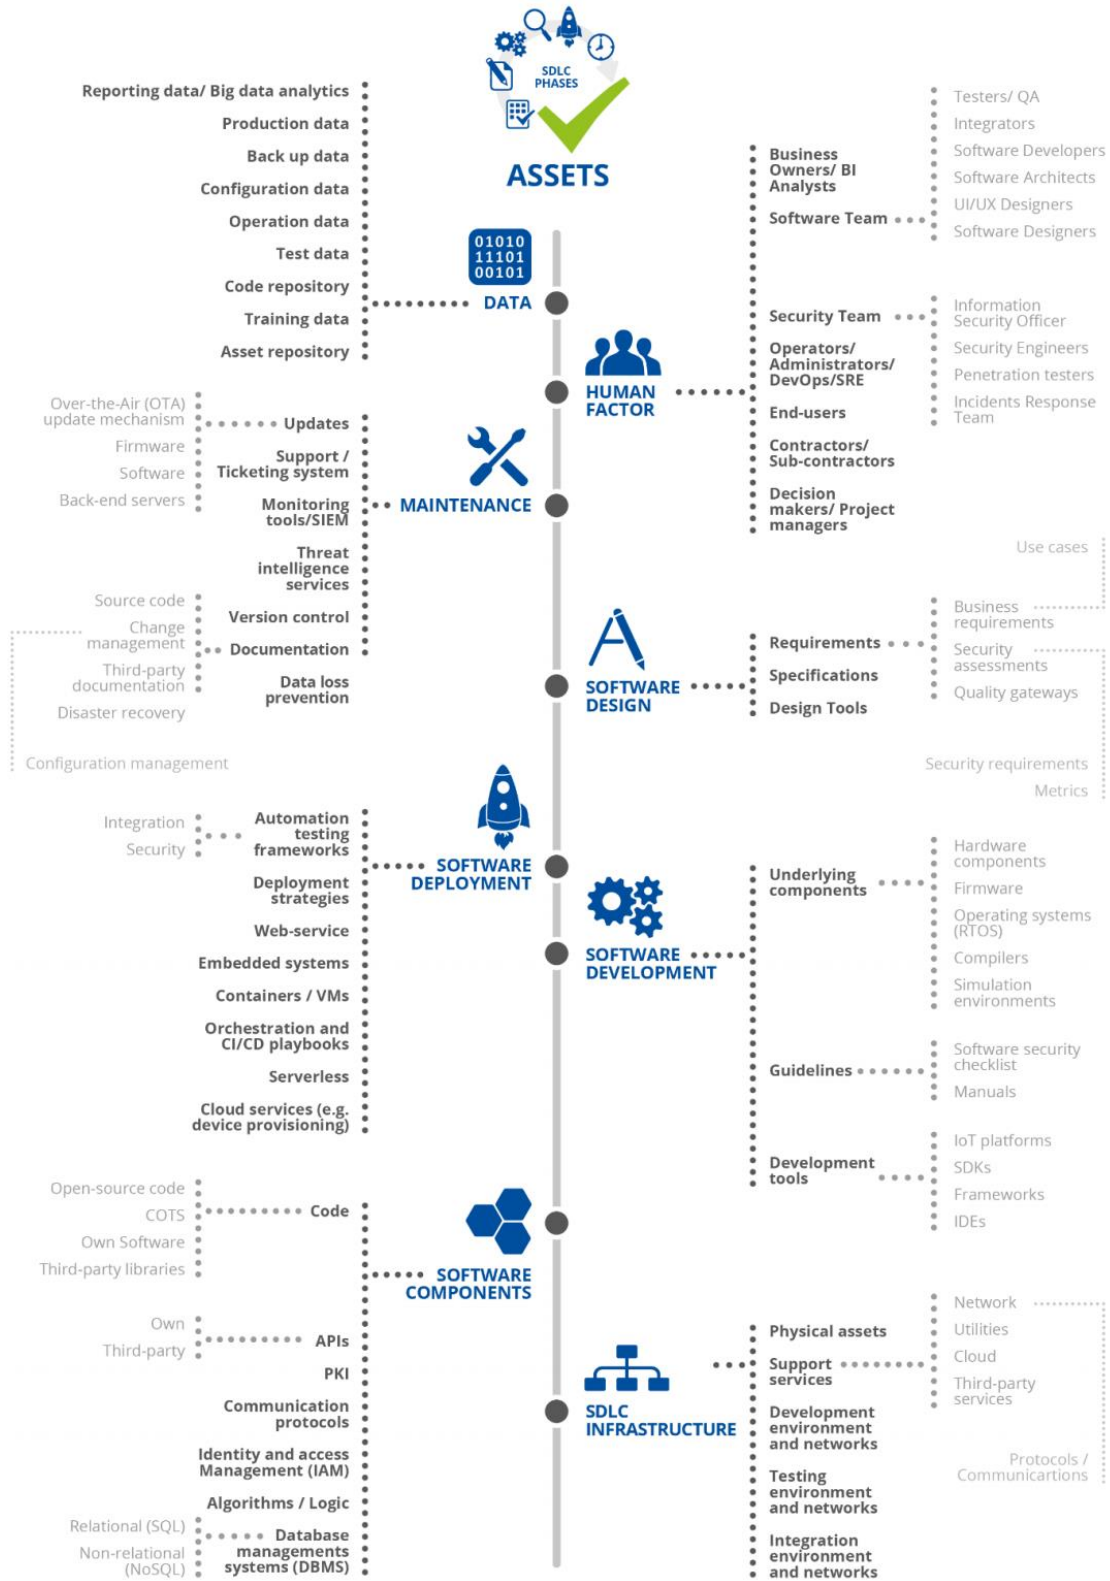 SDLC
PHASES
ASSETS
Reporting data/ Big data analytics
Production data
Back up data
Configuration data
Operation data
Test data
Code repository
Training data
Asset repository
01010
11101
00101
DATA
HUMAN
FACTOR
Business
Owners/ BI
Analysts
Software Team
Testers/ QA
Integrators
Software Developers
Software Architects
UI/UX Designers
Software Designers
Security Team
Information
Security Officer
Security Engineers
Penetration testers
Incidents Response
Team
Operators/
Administrators/
DevOps/SRE
End-users
Contractors/
Sub-contractors
Decision
makers/ Project
managers
MAINTENANCE
Updates
Over-the-Air (OTA)
update mechanism
Firmware
Software
Back-end servers
Support /
Ticketing system
Monitoring
tools/SIEM
Threat
intelligence
services
Version control
Documentation
Source code
Change
management
Third-party
documentation
Disaster recovery
Configuration management
Data loss
prevention
SOFTWARE
DESIGN
Requirements
Specifications
Design Tools
Use cases
Business
requirements
Security
assessments
Quality gateways
Security requirements
Metrics
SOFTWARE
DEPLOYMENT
Automation
testing
frameworks
Integration
Security
Deployment
strategies
Web-service
Embedded systems
Containers / VMs
Orchestration and
CI/CD playbooks
Serverless
Cloud services (e.g.
device provisioning)
SOFTWARE
DEVELOPMENT
Underlying
components
Hardware
components
Firmware
Operating systems
(RTOS)
Compilers
Simulation
environments
Guidelines
Software security
checklist
Manuals
Development
tools
IoT platforms
SDKs
Frameworks
IDEs
SOFTWARE
COMPONENTS
Code
Open-source code
COTS
Own Software
Third-party libraries
APIs
Own
Third-party
PKI
Communication
protocols
Identity and access
Management (IAM)
Algorithms / Logic
Database
managements
systems (DBMS)
Relational (SQL)
Non-relational
(NoSQL)
SDLC
INFRASTRUCTURE
Physical assets
Support
services
Network
Utilities
Cloud
Third-party
services
Protocols /
Communicartions
Development
environment
and networks
Testing
environment
and networks
Integration
environment
and networks